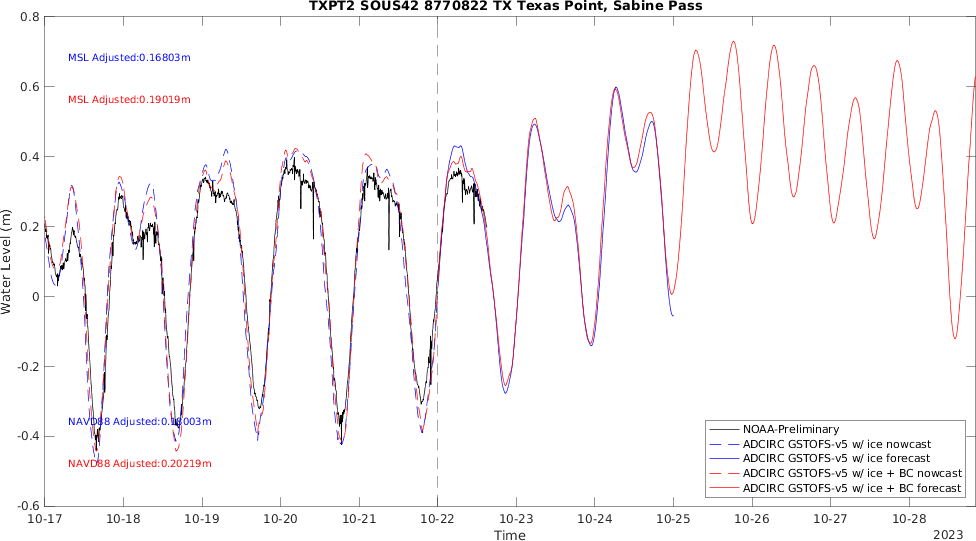 TXPT2 SOUS42 8770822 TX Texas Point, Sabine Pass
0.8
MSL Adjusted:0.16803m
0.6
MSL Adjusted:0.19019m
0.4
0.2
Water Level (m)
0
-0.2
NAVD88 Adjusted:0.18003m
-0.4
NAVD88 Adjusted:0.20219m
-0.6
NOAA-Preliminary
ADCIRC GSTOFS-v5 w/ ice nowcast
ADCIRC GSTOFS-v5 w/ ice forecast
ADCIRC GSTOFS-v5 w/ ice + BC nowcast
ADCIRC GSTOFS-v5 w/ ice + BC forecast
10-17 10-18 10-19 10-20 10-21 10-22 10-23 10-24 10-25 10-26 10-27 10-28
Time
2023